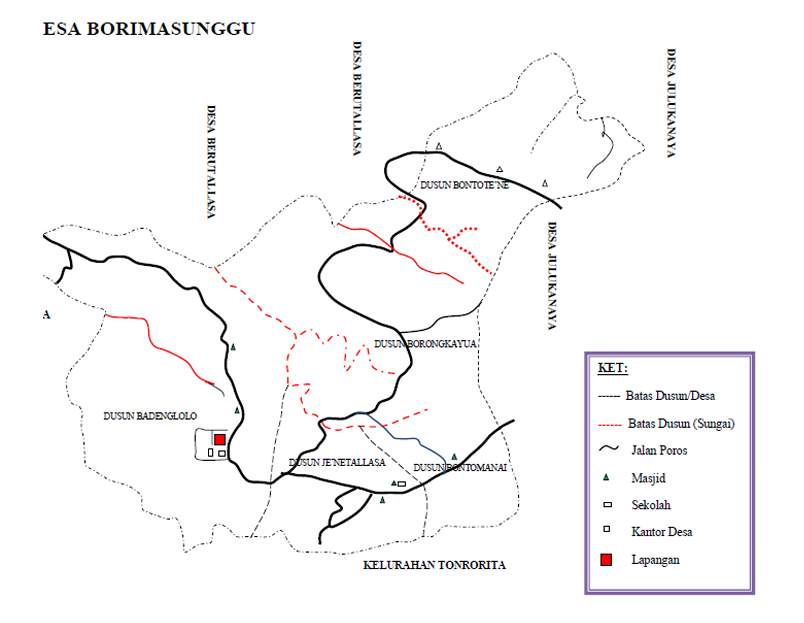 ESA BORIMASUNGGU
DESA BERUTALLASA
DESA BERUTALLASA
DESA JULUKANAYA
DUSUN BONTOTE'NE
DESA JULUKANAYA
A
DUSUN BORONGKAYUA
DUSUN BADENGLOLO
DUSUN JE'NETALLASA
DUSUN BONTOMANAI
KELURAHAN TONRORITA
KET:
Batas Dusun/Desa
Batas Dusun (Sungai)
Jalan Poros
Masjid
Sekolah
Kantor Desa
Lapangan